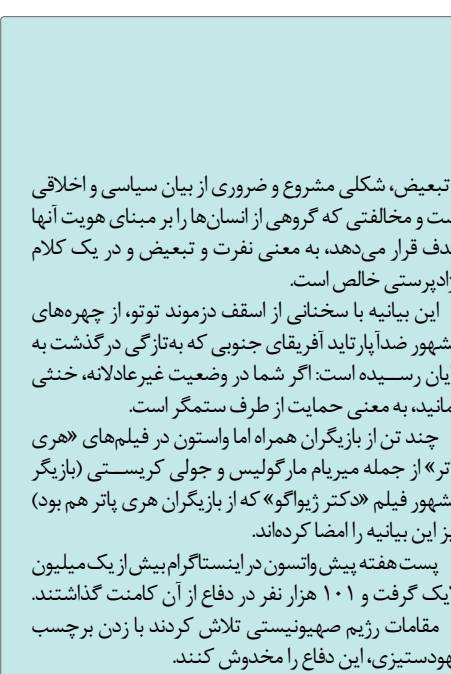 تبعیض، شکلی مشروع و ضروری از بیان سیاسی و اخلاقی
ست و مخالفتی که گروهی از انسان‌ها را بر مبنای هویت آنها
دف قرار می‌دهد، به معنی نفرت و تبعیض و در یک کلام
ژادپرستی خالص است.
این بیانیه با سخنانی از اسقف دزموند توتو، از چهره‌های
شهور ضدآپارتاید آفریقای جنوبی که به‌تازگی درگذشت به
ایان رسیده است: اگر شما در وضعیت غیرعادلانه، خنثی
مانید، به معنی حمایت از طرف ستمگر است.
چند تن از بازیگران همراه اما واستون در فیلم‌های «هری
اتر» از جمله میریام مارگولیس و جولی کریستی (بازیگر
شهور فیلم «دکتر ژیواگو» که از بازیگران هری پاتر هم بود)
یز این بیانیه را امضا کرده‌اند.
پست هفته پیش واتسون در اینستاگرام بیش از یک میلیون
لایک گرفت و ۱۰۱ هزار نفر در دفاع از آن کامنت گذاشتند.
مقامات رژیم صهیونیستی تلاش کردند با زدن برچسب
هودستیزی، این دفاع را مخدوش کنند.